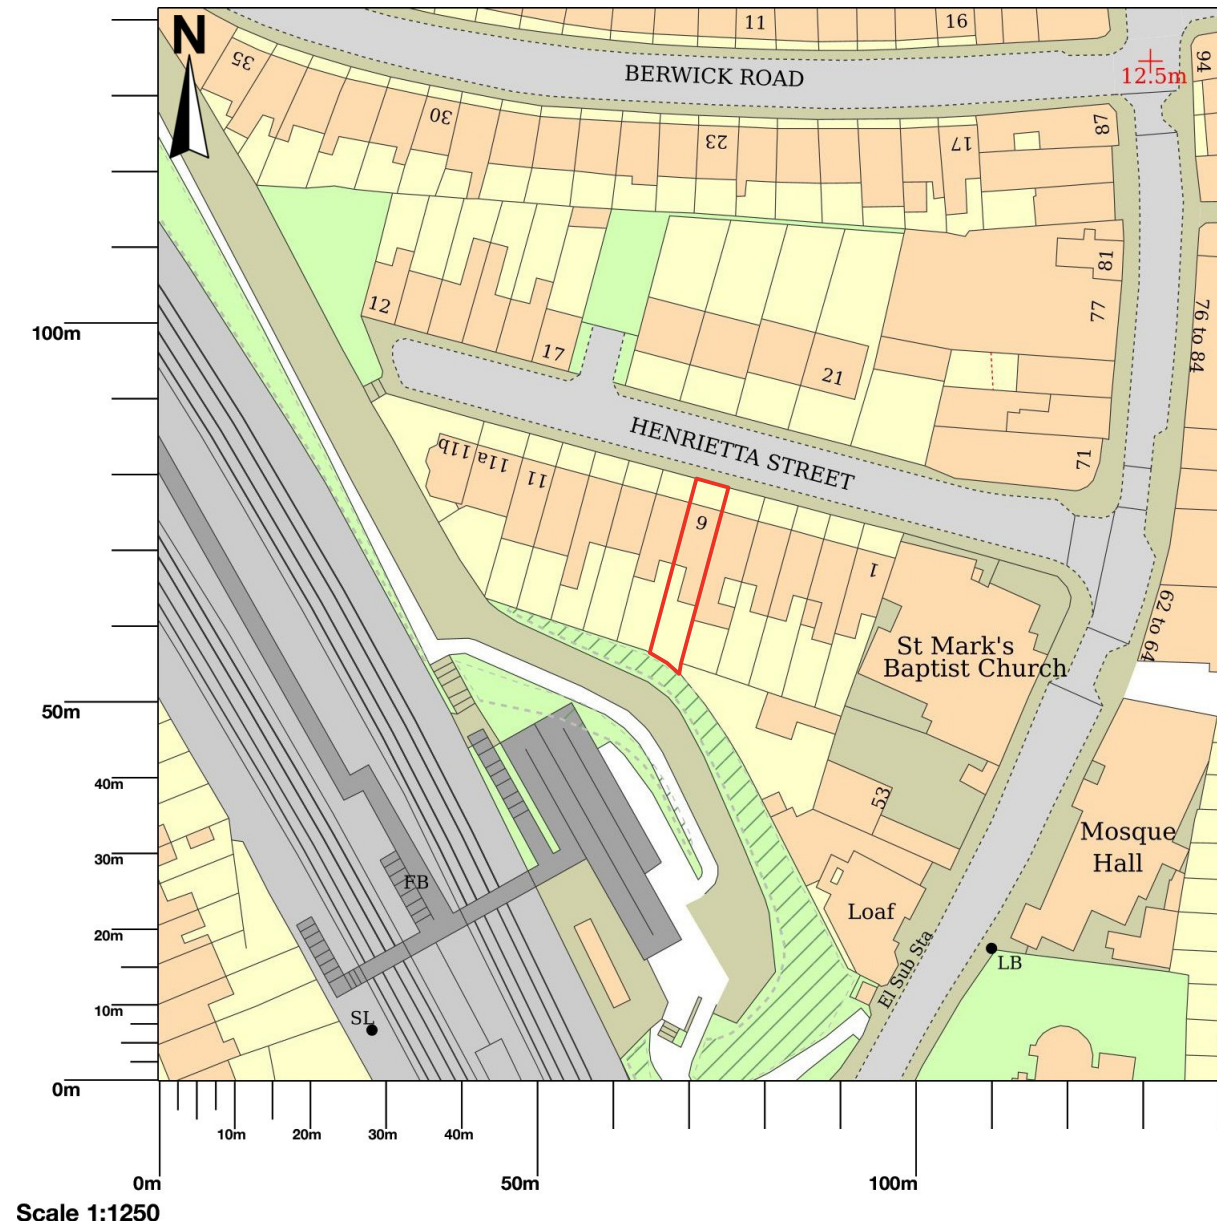 N
35
30
11
16
BERWICK ROAD
12.5m
94
23
17
87
81
77
12
17
21
76 to 84
71
HENRIETTA STREET
11b
11a
11
6
1
62 to 64
St Mark's
Baptist Church
53
Mosque
Hall
Loaf
El Sub Sta
LB
FB
SL
100m
50m
40m
30m
20m
10m
0m
10m
20m
30m
40m
0m
50m
100m
Scale 1:1250